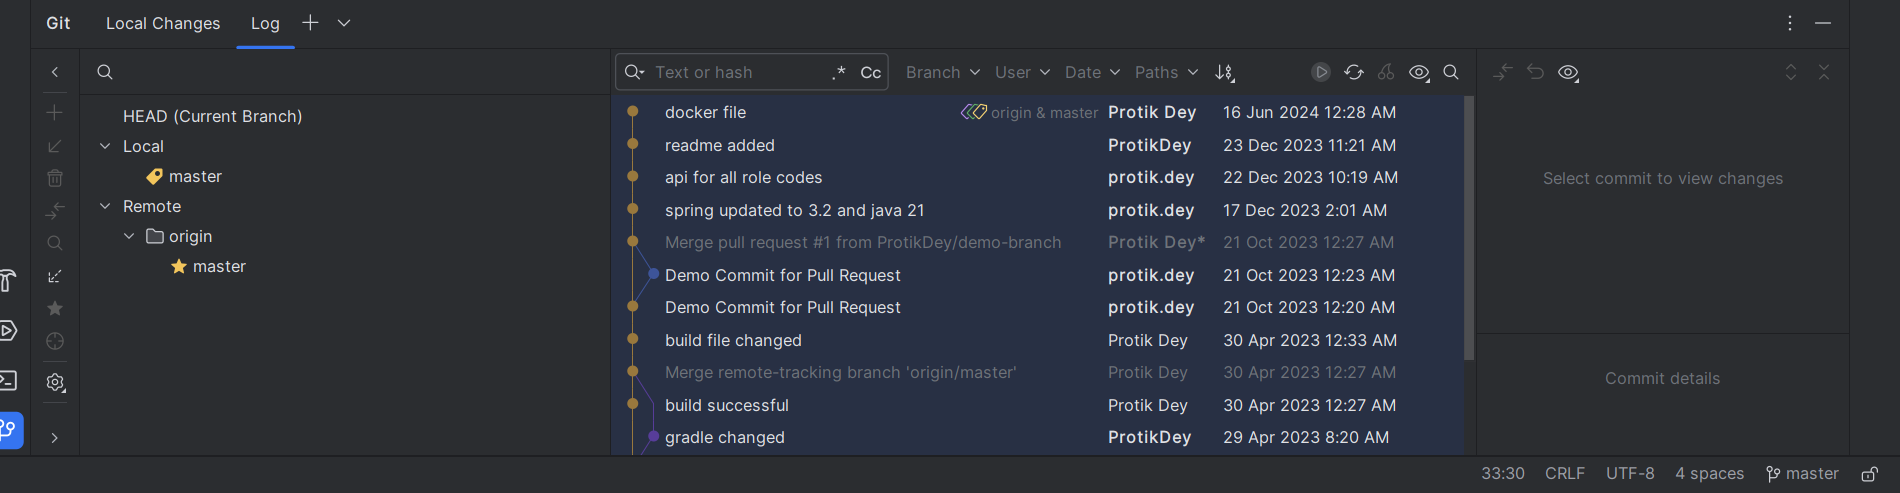 Git Local Changes Log
Text or hash .* Cc Branch User Date Paths
HEAD (Current Branch)
Local
master
Remote
origin
master
docker file origin & master Protik Dey 16 Jun 2024 12:28 AM
readme added ProtikDey 23 Dec 2023 11:21 AM
api for all role codes protik.dey 22 Dec 2023 10:19 AM
spring updated to 3.2 and java 21 protik.dey 17 Dec 2023 2:01 AM
Merge pull request #1 from ProtikDey/demo-branch Protik Dey* 21 Oct 2023 12:27 AM
Demo Commit for Pull Request protik.dey 21 Oct 2023 12:23 AM
Demo Commit for Pull Request protik.dey 21 Oct 2023 12:20 AM
build file changed Protik Dey 30 Apr 2023 12:33 AM
Merge remote-tracking branch 'origin/master' Protik Dey 30 Apr 2023 12:27 AM
build successful Protik Dey 30 Apr 2023 12:27 AM
gradle changed ProtikDey 29 Apr 2023 8:20 AM
Select commit to view changes
Commit details
33:30 CRLF UTF-8 4 spaces master